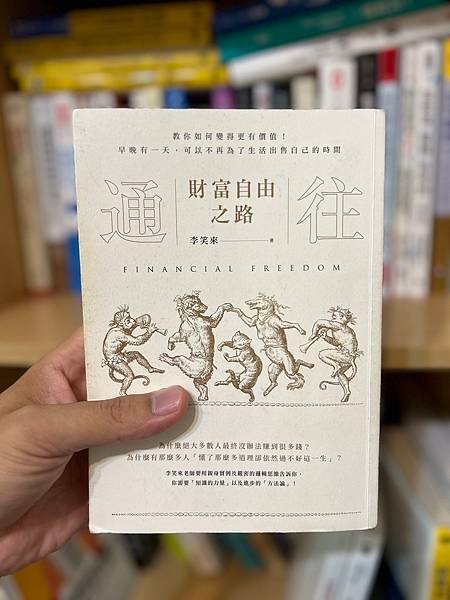 教你如何變得更有價值！
早晚有一天，可以不再為了生活出售自己的時間
通往
財富自由
之路
李笑來 著
FINANCIAL FREEDOM
為什麼絕大多數人最終沒辦法賺到很多錢？
為什麼有那麼多人「懂了那麼多道理卻依然過不好這一生」？
李笑來老師要用親身實例及嚴密的邏輯思維告訴你，
你需要「知識的力量」以及進步的「方法論」！